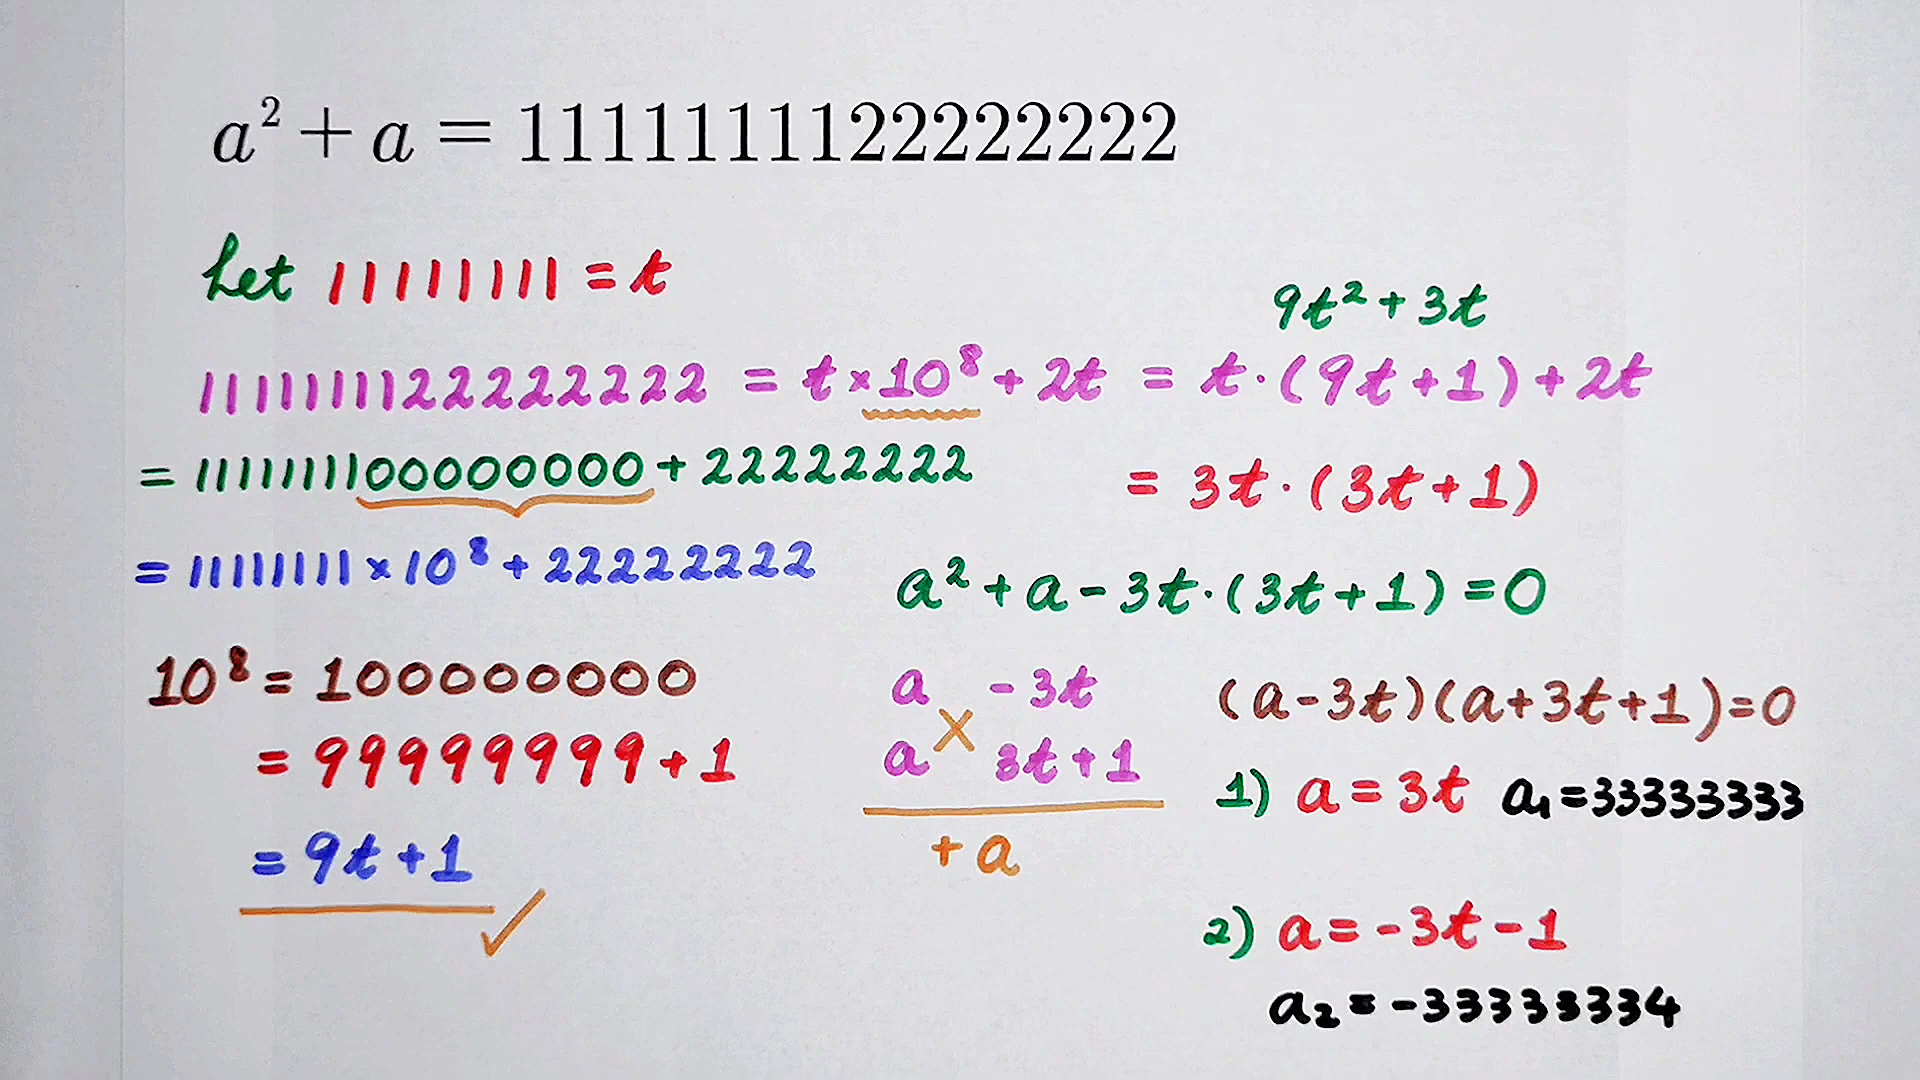 a² + a = 1111111122222222
Let 11111111 = t
1111111122222222 = t×10⁸ + 2t = t·(9t+1)+2t
= 1111111100000000 + 22222222
= 11111111×10⁸ + 22222222
10⁸ = 100000000
= 99999999+1
= 9t+1
9t² + 3t
= 3t·(3t+1)
a² + a - 3t·(3t+1) = 0
a -3t
a 3t+1
+a
(a-3t)(a+3t+1)=0
1) a = 3t a₁ = 33333333
2) a = -3t-1
a₂ = -33333334